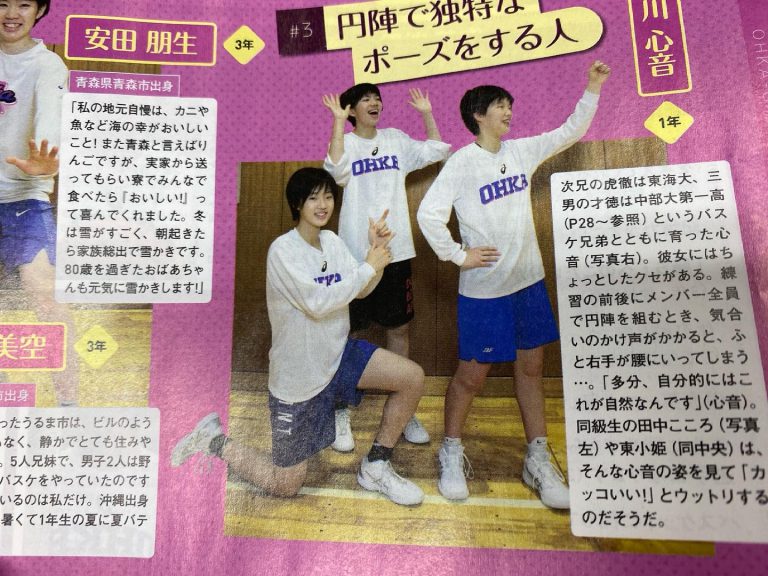 安田 朋生
3年
青森県青森市出身
「私の地元自慢は、カニや
魚など海の幸がおいしい
こと! また青森と言えばり
んごですが、実家から送
ってもらい寮でみんなで
食べたら『おいしい!』っ
て喜んでくれました。冬
は雪がすごく、朝起きた
ら家族総出で雪かきです。
80歳を過ぎたおばあちゃ
んも元気に雪かきします!」
美空
3年
市出身
ったうるま市は、ビルのよう
なく、静かでとても住みや
。5人兄妹で、男子2人は野
バスケをやっていたのです
いるのは私だけ。沖縄出身
暑くて1年生の夏に夏バテ
#3
円陣で独特な
ポーズをする人
OHKA
OHKA
川 心音
1年
次兄の虎徹は東海大、三
男の才徳は中部大第一高
(P28〜参照) というバス
ケ兄弟とともに育った心
音 (写真右)。彼女にはち
ょっとしたクセがある。練
習の前後にメンバー全員
で円陣を組むとき、気合
いのかけ声がかかると、ふ
と右手が腰にいってしまう
…。「多分、自分的にはこ
れが自然なんです」(心音)。
同級生の田中こころ (写真
左) や東小姫 (同中央) は、
そんな心音の姿を見て「カ
ッコいい!」とウットリする
のだそうだ。